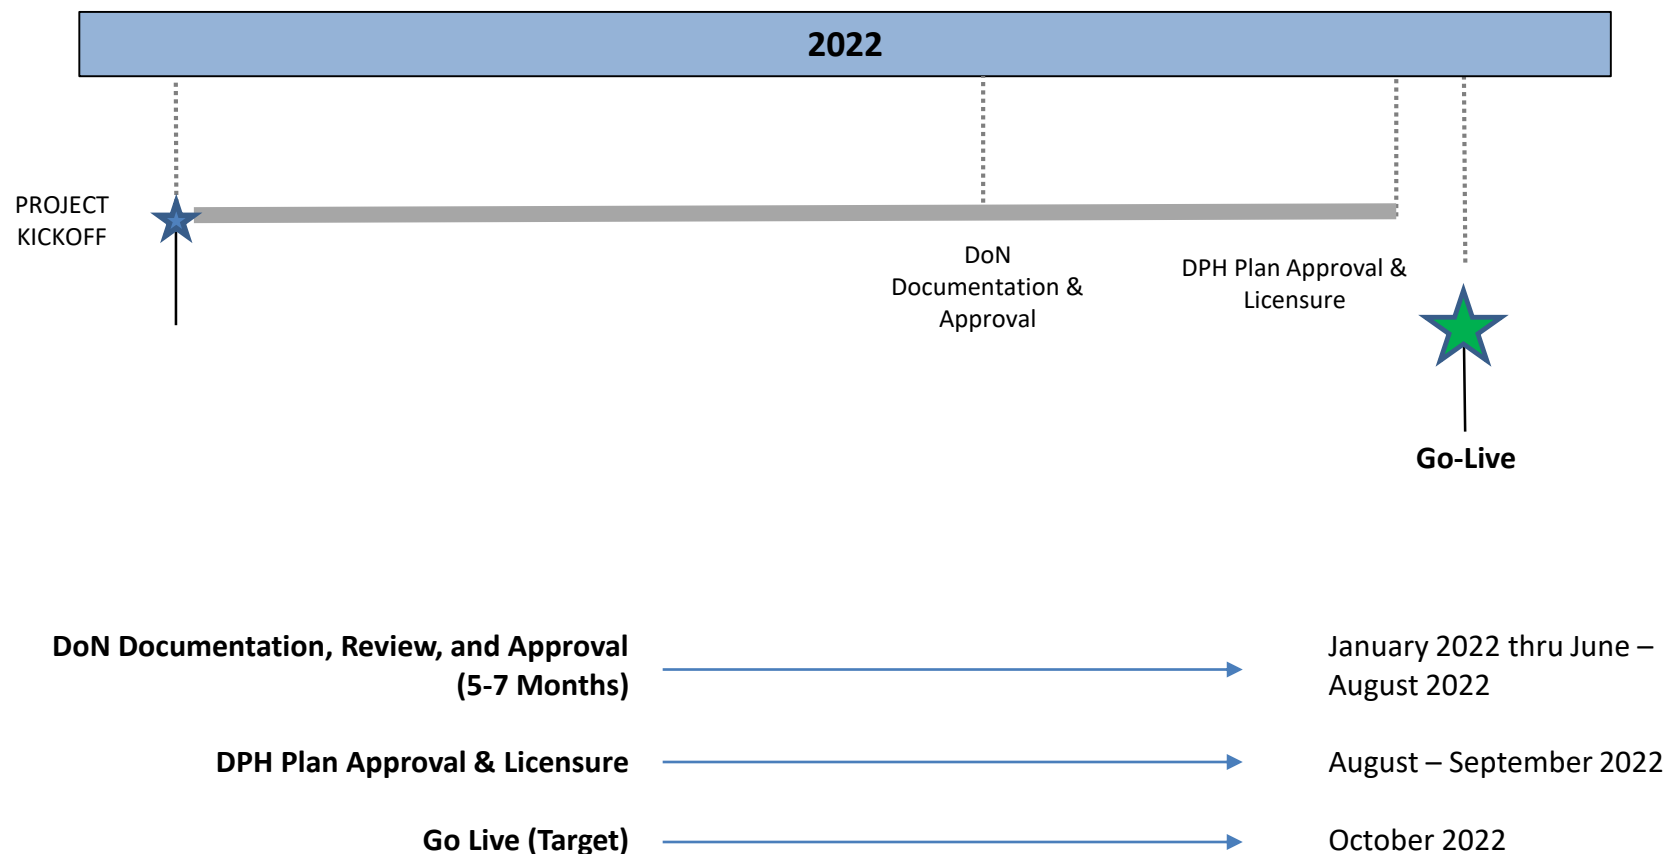 2022
PROJECT
KICKOFF
DoN
Documentation &
Approval
DPH Plan Approval &
Licensure
Go-Live
DoN Documentation, Review, and Approval
(5-7 Months)
January 2022 thru June –
August 2022
DPH Plan Approval & Licensure
August – September 2022
Go Live (Target)
October 2022